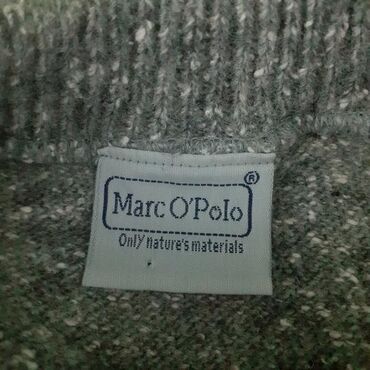 Marc O'Polo®
Only nature's materials